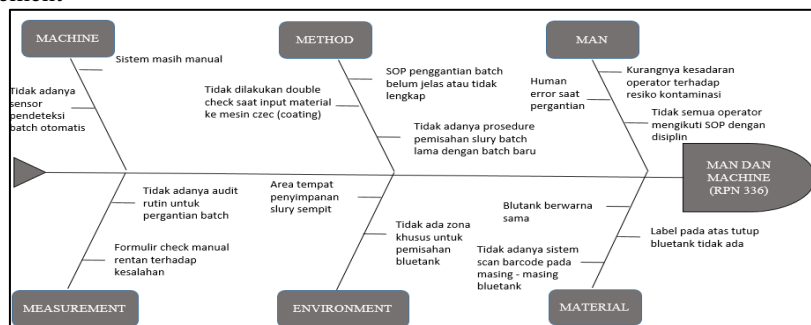 ement
MACHINE
METHOD
MAN
Sistem masih manual
Tidak adanya
sensor
pendeteksi
batch otomatis
SOP penggantian batch
belum jelas atau tidak
lengkap
Tidak dilakukan double
check saat input material
ke mesin czec (coating)
Tidak adanya prosedure
pemisahan slury batch
lama dengan batch baru
Kurangnya kesadaran
operator terhadap
resiko kontaminasi
Human
error saat
pergantian
Tidak semua operator
mengikuti SOP dengan
disiplin
MAN DAN
MACHINE
(RPN 336)
Tidak adanya audit
rutin untuk
pergantian batch
Formulir check manual
rentan terhadap
kesalahan
Area tempat
penyimpanan
slury sempit
Tidak ada zona
khusus untuk
pemisahan
bluetank
Blutank berwarna
sama
Label pada atas tutup
bluetank tidak ada
Tidak adanya sistem
scan barcode pada
masing - masing
bluetank
MEASUREMENT
ENVIRONMENT
MATERIAL